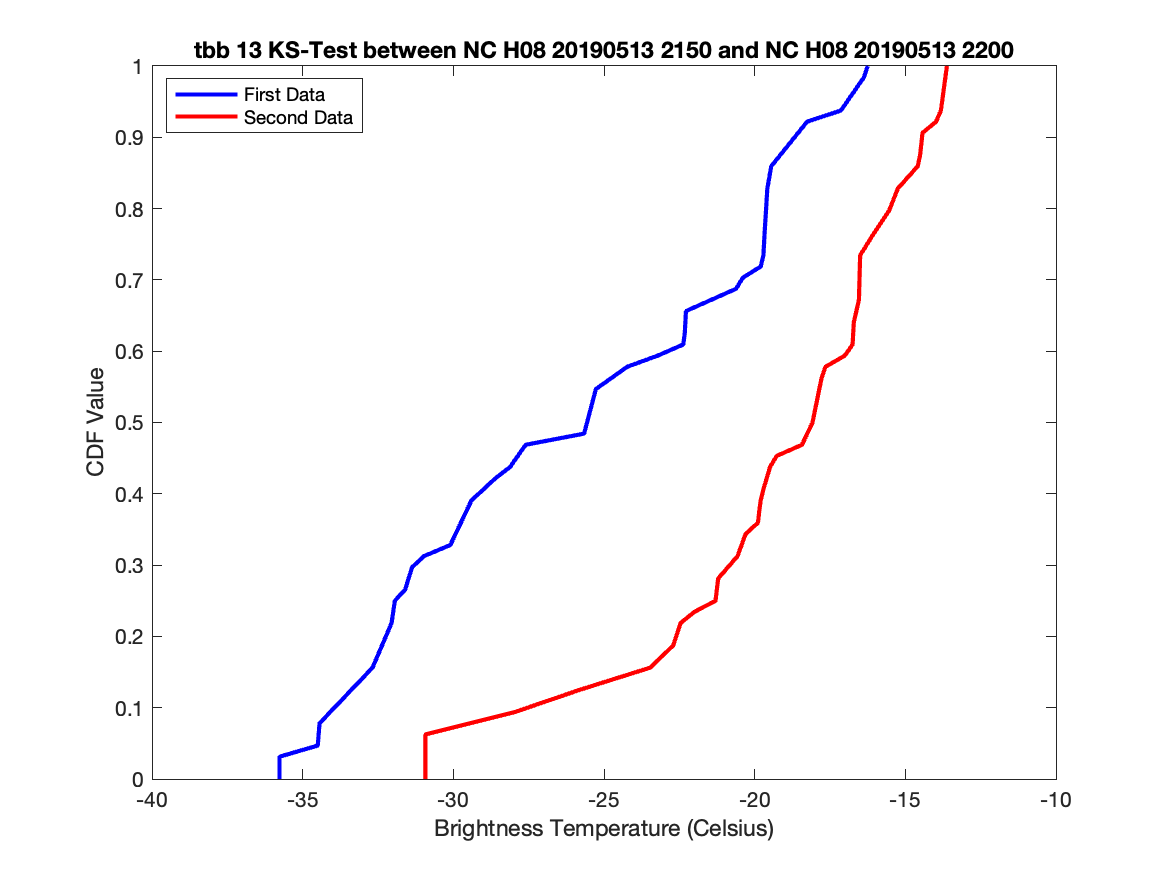 tbb 13 KS-Test between NC H08 20190513 2150 and NC H08 20190513 2200
First Data
Second Data
1
0.9
0.8
0.7
0.6
0.5
0.4
0.3
0.2
0.1
0
CDF Value
-40 -35 -30 -25 -20 -15 -10
Brightness Temperature (Celsius)